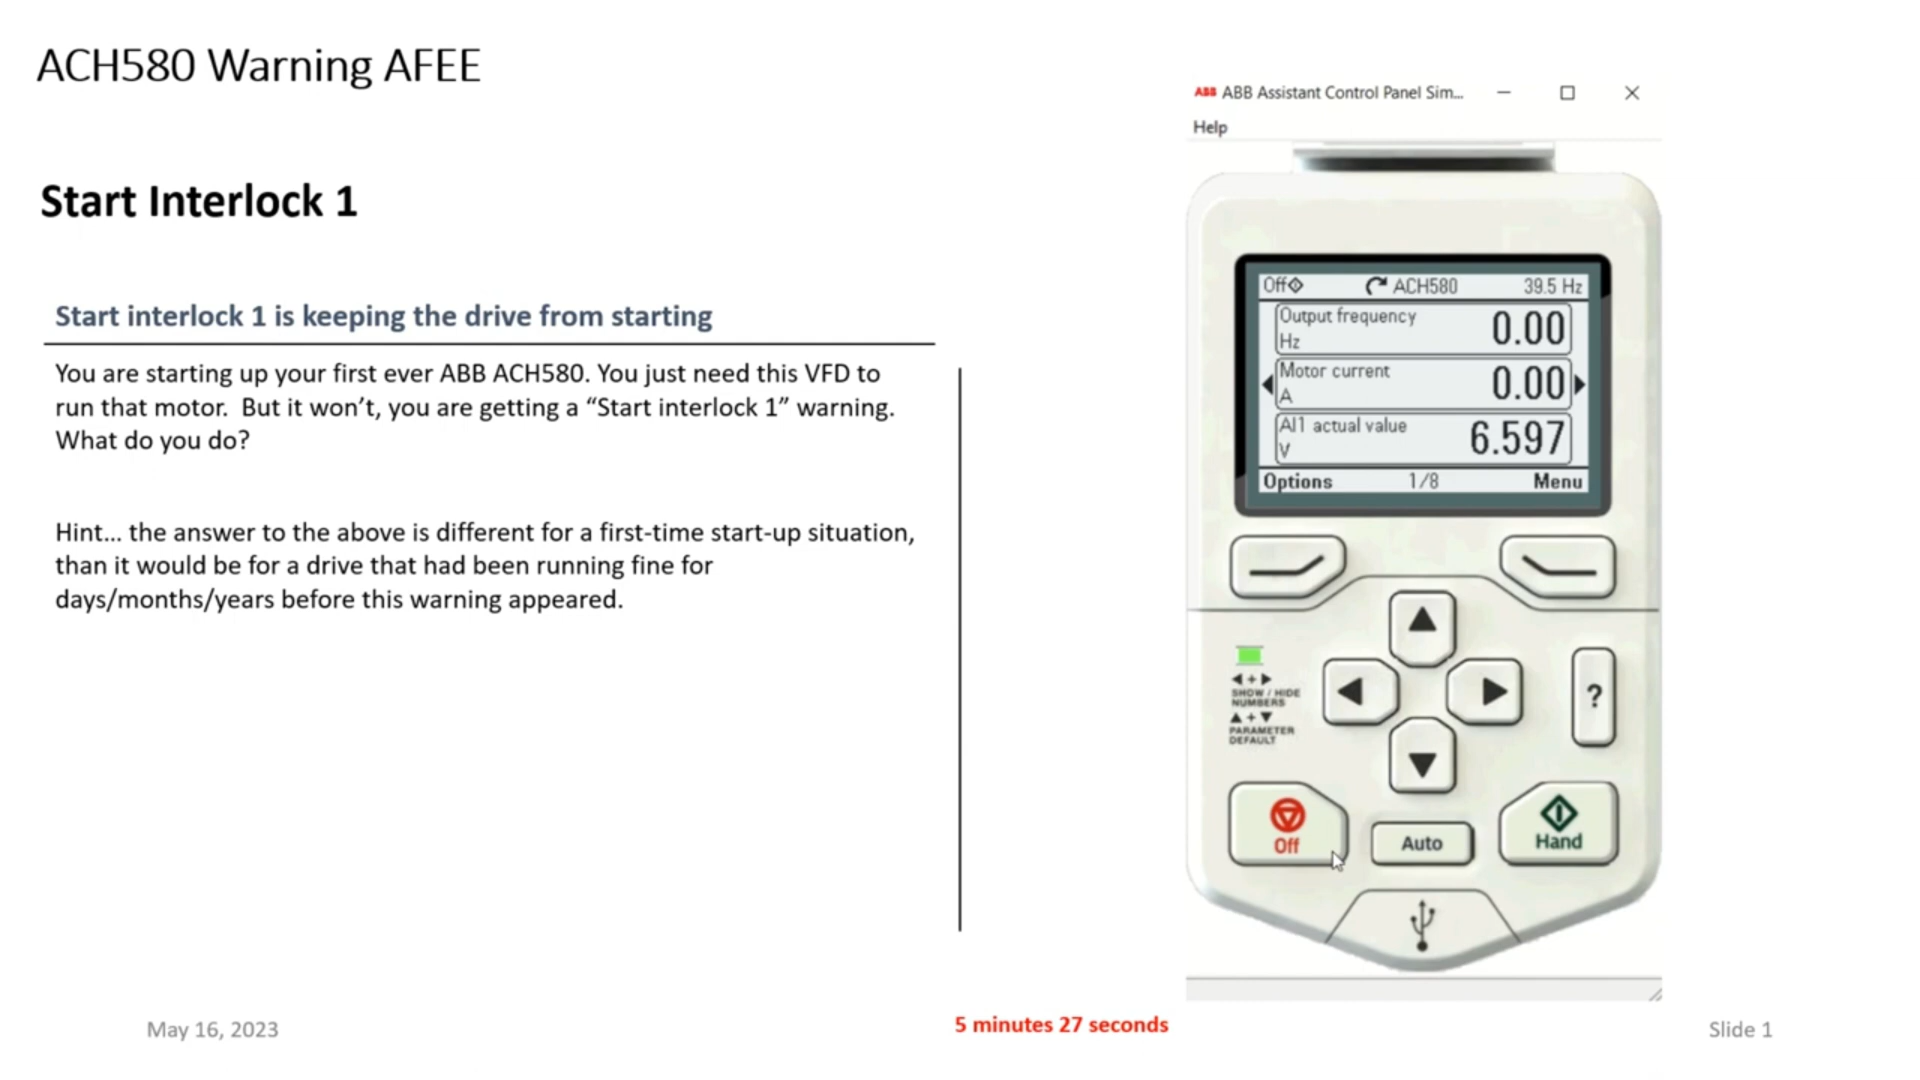 ACH580 Warning AFEE
Start Interlock 1
Start interlock 1 is keeping the drive from starting
You are starting up your first ever ABB ACH580. You just need this VFD to
run that motor. But it won’t, you are getting a “Start interlock 1” warning.
What do you do?
Hint... the answer to the above is different for a first-time start-up situation,
than it would be for a drive that had been running fine for
days/months/years before this warning appeared.
ABB ABB Assistant Control Panel Sim...
Help
Off ACH580 39.5 Hz
Output frequency
Hz 0.00
Motor current
A 0.00
AI1 actual value
V 6.597
Options 1/8 Menu
◀ + ▶
SHOW / HIDE
NUMBERS
▲ + ▼
PARAMETER
DEFAULT
?
Off Auto Hand
May 16, 2023 5 minutes 27 seconds Slide 1